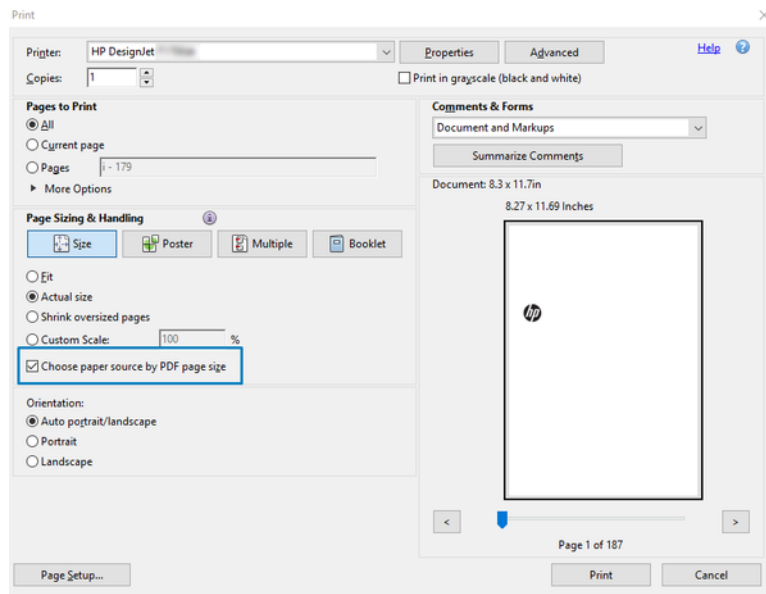 Print
Printer: HP DesignJet
Properties
Advanced
Help
Copies: 1
Print in grayscale (black and white)
Pages to Print
All
Current page
Pages i - 179
More Options
Comments & Forms
Document and Markups
Summarize Comments
Page Sizing & Handling
Size
Poster
Multiple
Booklet
Fit
Actual size
Shrink oversized pages
Custom Scale: 100 %
Choose paper source by PDF page size
Orientation:
Auto portrait/landscape
Portrait
Landscape
Document: 8.3 x 11.7in
8.27 x 11.69 Inches
hp
<
>
Page 1 of 187
Page Setup...
Print
Cancel